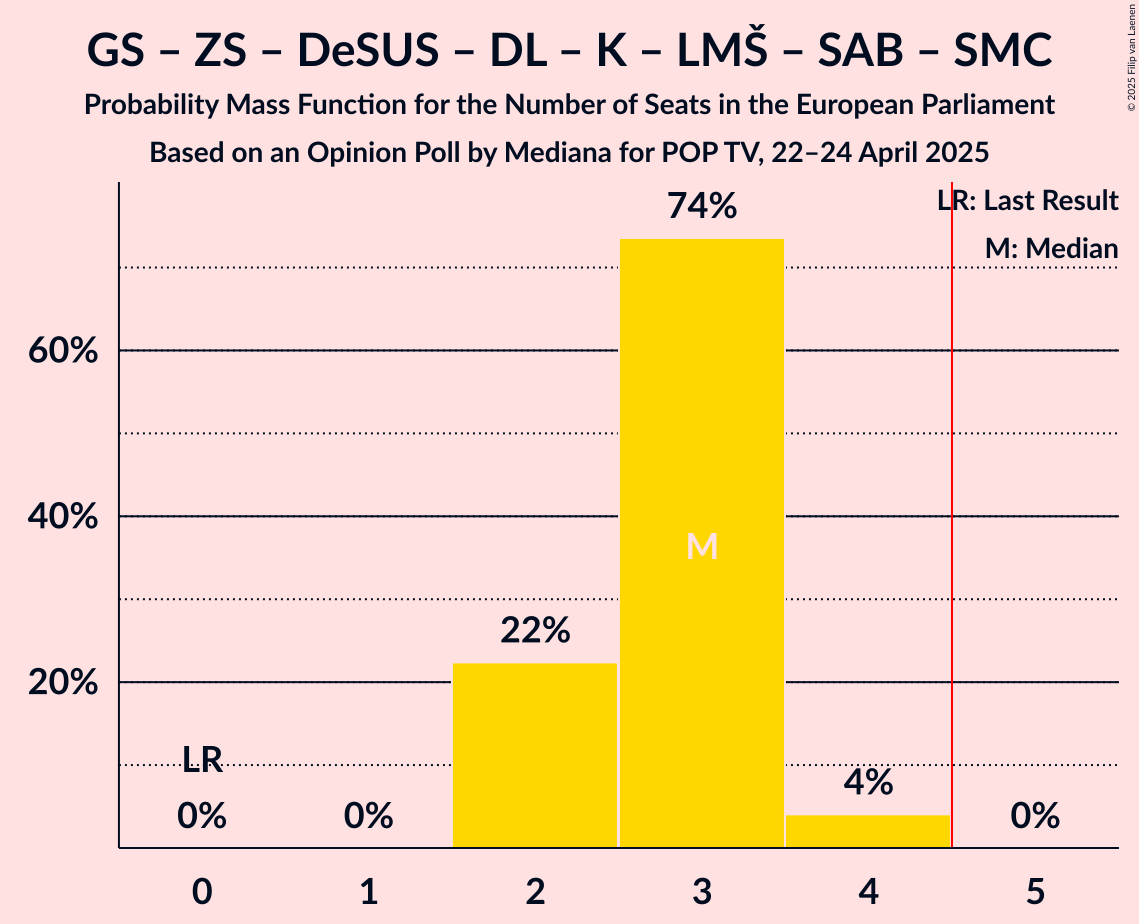 GS – ZS – DeSUS – DL – K – LMŠ – SAB – SMC
Probability Mass Function for the Number of Seats in the European Parliament
Based on an Opinion Poll by Mediana for POP TV, 22–24 April 2025
© 2025 Filip van Laenen
LR: Last Result
M: Median
74%
60%
40%
M
22%
20%
LR
4%
0%
0%
0%
0
1
2
3
4
5